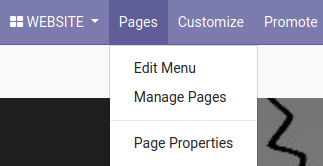 WEBSITE Pages Customize Promote
Edit Menu
Manage Pages
Page Properties